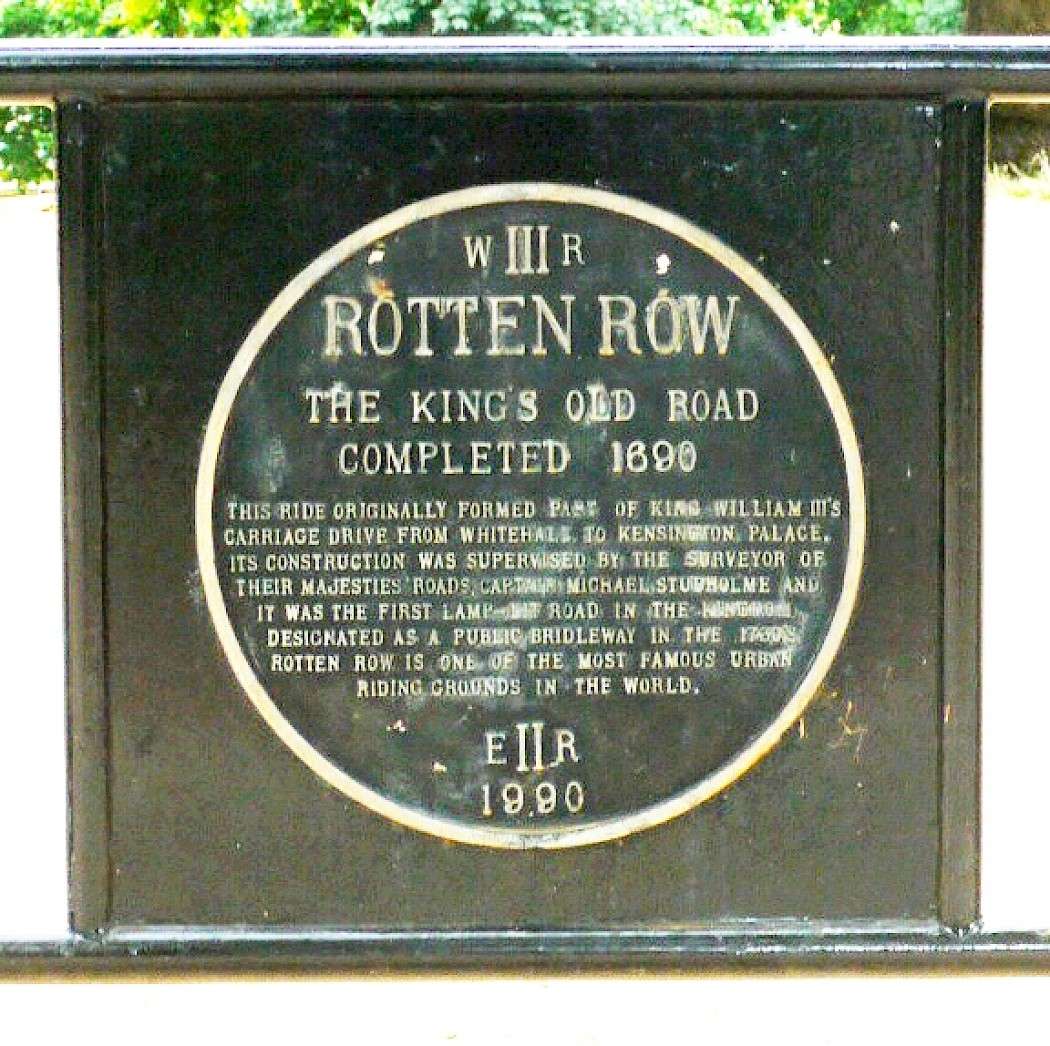 W III R
ROTTEN ROW
THE KING'S OLD ROAD
COMPLETED 1690
THIS RIDE ORIGINALLY FORMED PART OF KING WILLIAM III'S
CARRIAGE DRIVE FROM WHITEHALL TO KENSINGTON PALACE.
ITS CONSTRUCTION WAS SUPERVISED BY THE SURVEYOR OF
THEIR MAJESTIES ROADS, CAPTAIN MICHAEL STUDHOLME AND
IT WAS THE FIRST LAMP-LIT ROAD IN THE KINGDOM.
DESIGNATED AS A PUBLIC BRIDLEWAY IN THE
ROTTEN ROW IS ONE OF THE MOST FAMOUS URBAN
RIDING GROUNDS IN THE WORLD.
E II R
1990